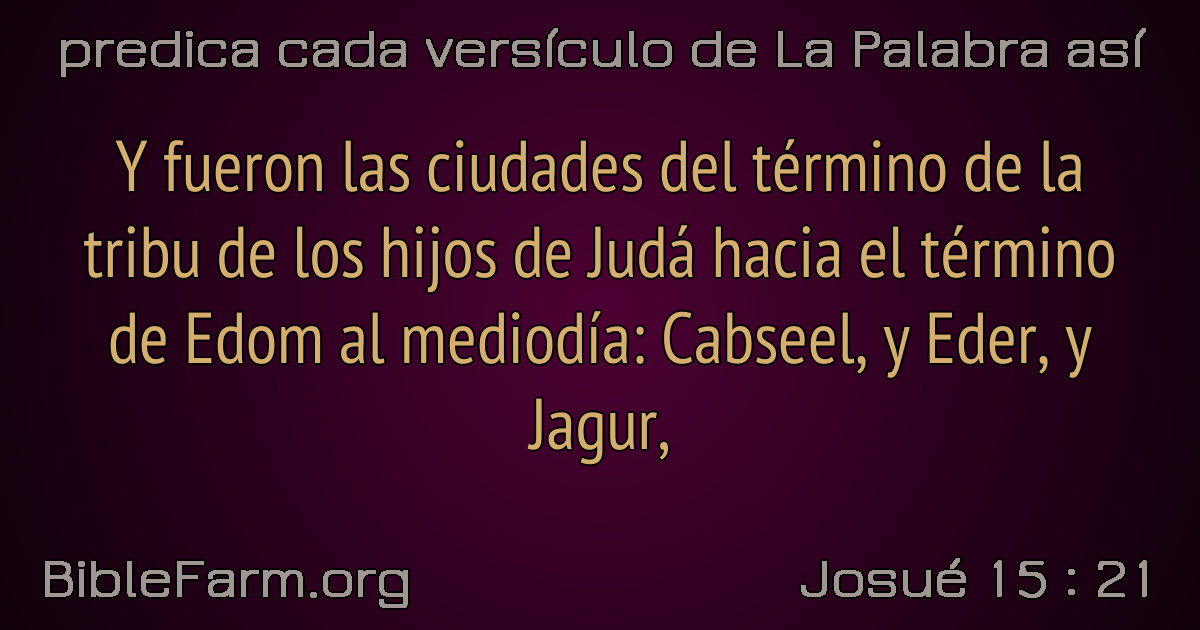 predica cada versículo de La Palabra así
Y fueron las ciudades del término de la
tribu de los hijos de Judá hacia el término
de Edom al mediodía: Cabseel, y Eder, y
Jagur,
BibleFarm.org
Josué 15 : 21